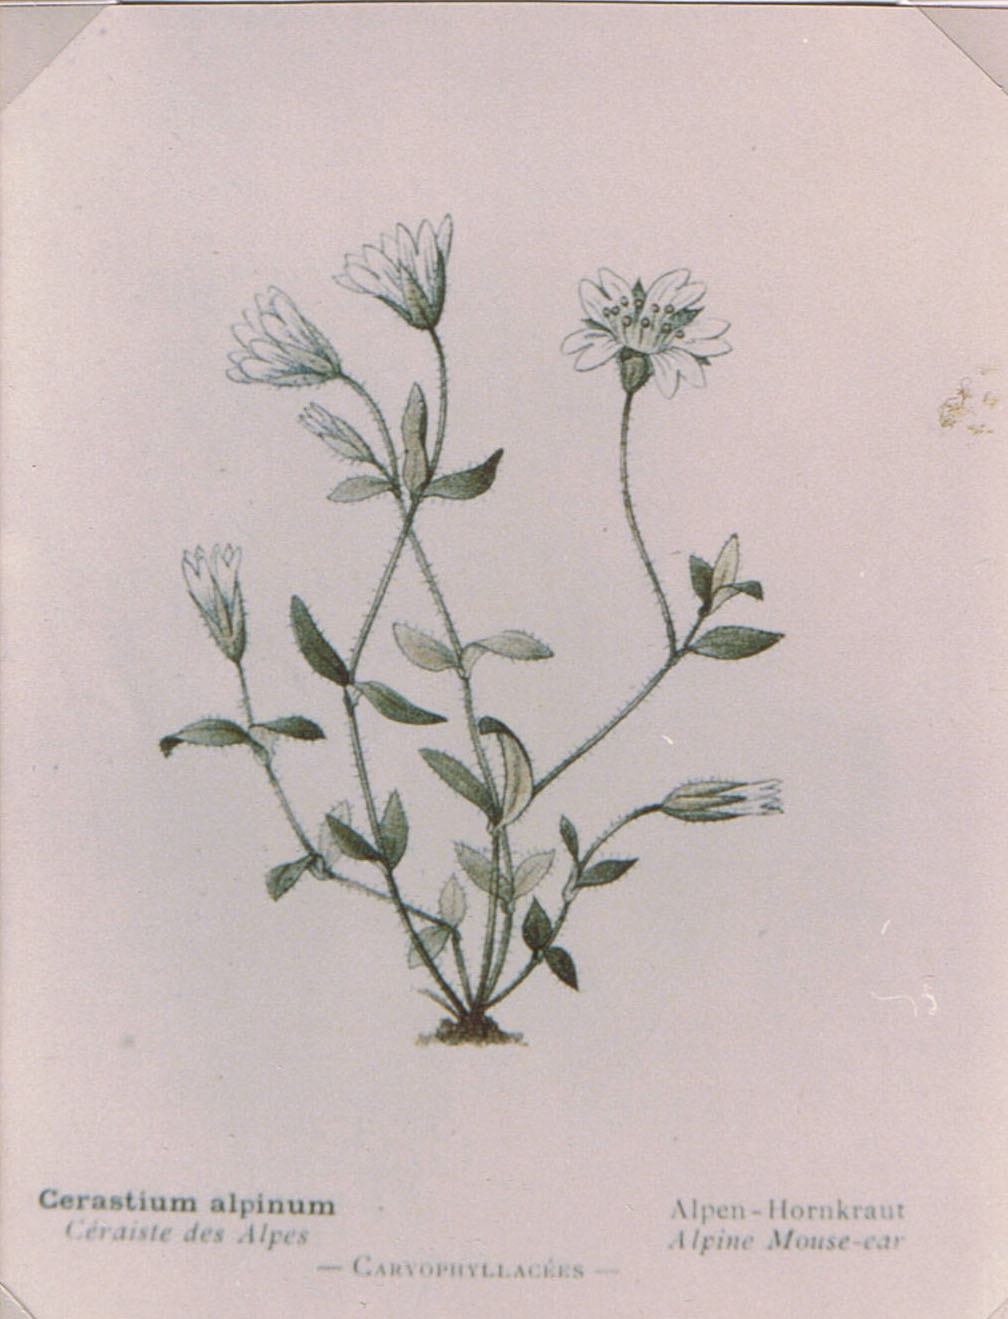 Cerastium alpinum
Céraiste des Alpes
Alpen-Hornkraut
Alpine Mouse-ear
— CARYOPHYLLACÉES —